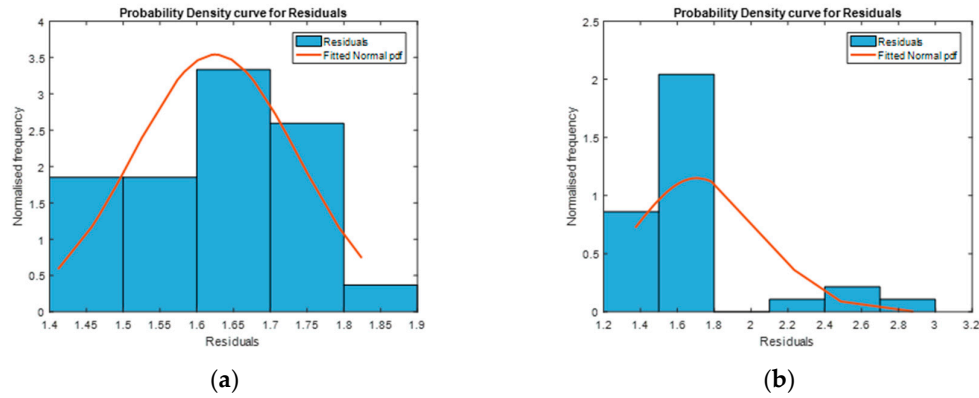 Probability Density curve for Residuals
Residuals
Fitted Normal pdf
Normalised frequency
4
3.5
3
2.5
2
1.5
1
0.5
0
1.4 1.45 1.5 1.55 1.6 1.65 1.7 1.75 1.8 1.85 1.9
Residuals
(a)
Probability Density curve for Residuals
Residuals
Fitted Normal pdf
Normalised frequency
2.5
2
1.5
1
0.5
0
1.2 1.4 1.6 1.8 2 2.2 2.4 2.6 2.8 3 3.2
Residuals
(b)